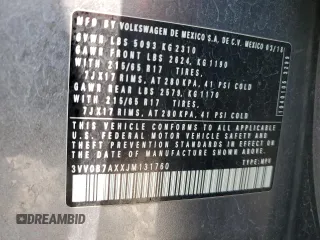 MFD BY VOLKSWAGEN DE MEXICO S.A. DE C.V. MEXICO 03/18
GVWR LBS 5093 KG 2310
GAWR FRONT LBS 2624, KG 1190
TIRES,
215/65 R17
7JX17 RIMS, AT 280 KPA, 41 PSI COLD
GAWR REAR LBS 2579, KG 1170
215/65 R17 TIRES,
7JX17 RIMS, AT 280 KPA, 41 PSI COLD
THIS VEHICLE CONFORMS TO ALL APPLICABLE
U.S. FEDERAL MOTOR VEHICLE SAFETY AND
THEFT PREVENTION STANDARDS IN EFFECT
ON THE DATE OF MANUFACTURE SHOWN ABOVE
3VV0B7AXXJM131760
TYPE: MPV
DREAMBID